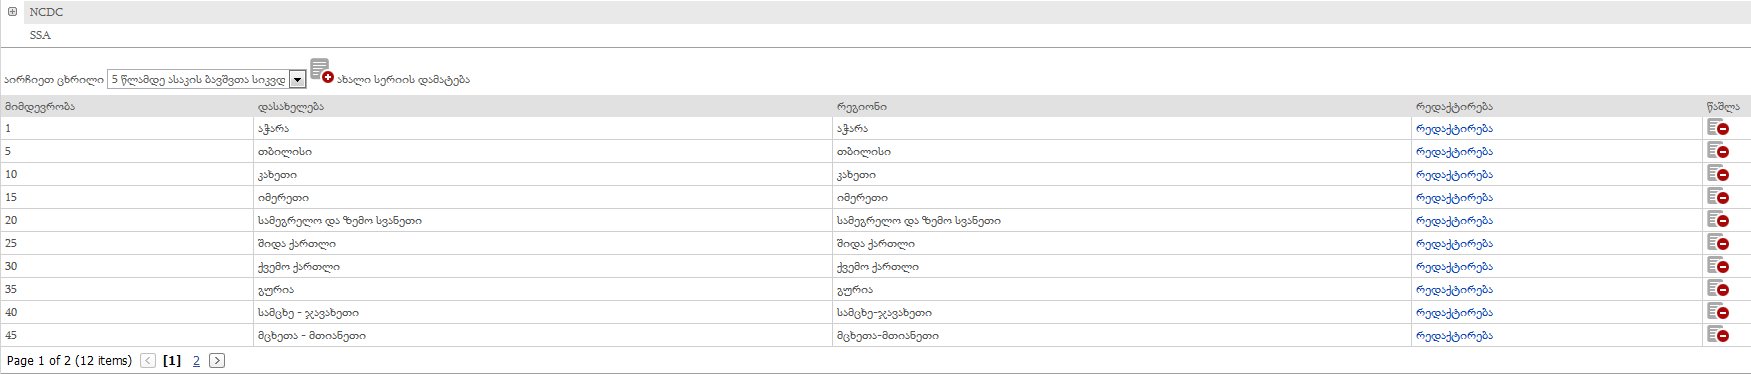 NCDC
SSA
აირჩიეთ ცხრილი 5 წლამდე ასაკის ბავშვთა სიკვდ ახალი სერიის დამატება
მიმდევრობა დასახელება რეგიონი რედაქტირება წაშლა
1 აჭარა აჭარა რედაქტირება
5 თბილისი თბილისი რედაქტირება
10 კახეთი კახეთი რედაქტირება
15 იმერეთი იმერეთი რედაქტირება
20 სამეგრელო და ზემო სვანეთი სამეგრელო და ზემო სვანეთი რედაქტირება
25 შიდა ქართლი შიდა ქართლი რედაქტირება
30 ქვემო ქართლი ქვემო ქართლი რედაქტირება
35 გურია გურია რედაქტირება
40 სამცხე - ჯავახეთი სამცხე-ჯავახეთი რედაქტირება
45 მცხეთა - მთიანეთი მცხეთა-მთიანეთი რედაქტირება
Page 1 of 2 (12 items) < [1] 2 >